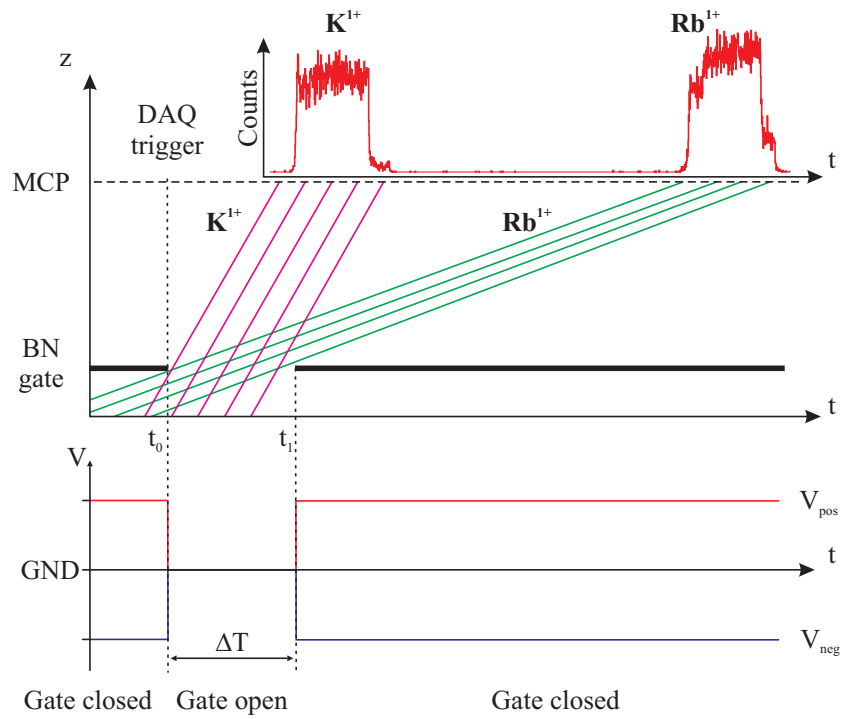 K¹⁺
Rb¹⁺
z
DAQ
trigger
Counts
t
MCP
K¹⁺
Rb¹⁺
BN
gate
t
t₀
t₁
V
Vₚₒₛ
t
GND
ΔT
Vₙₑg
Gate closed
Gate open
Gate closed